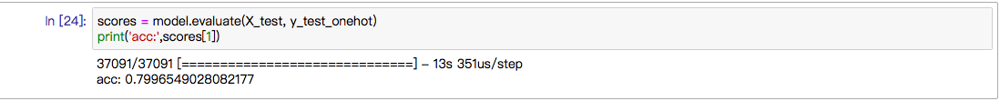 In [24]: scores = model.evaluate(X_test, y_test_onehot)
print('acc:',scores[1])
37091/37091 [==============================] – 13s 351us/step
acc: 0.7996549028082177